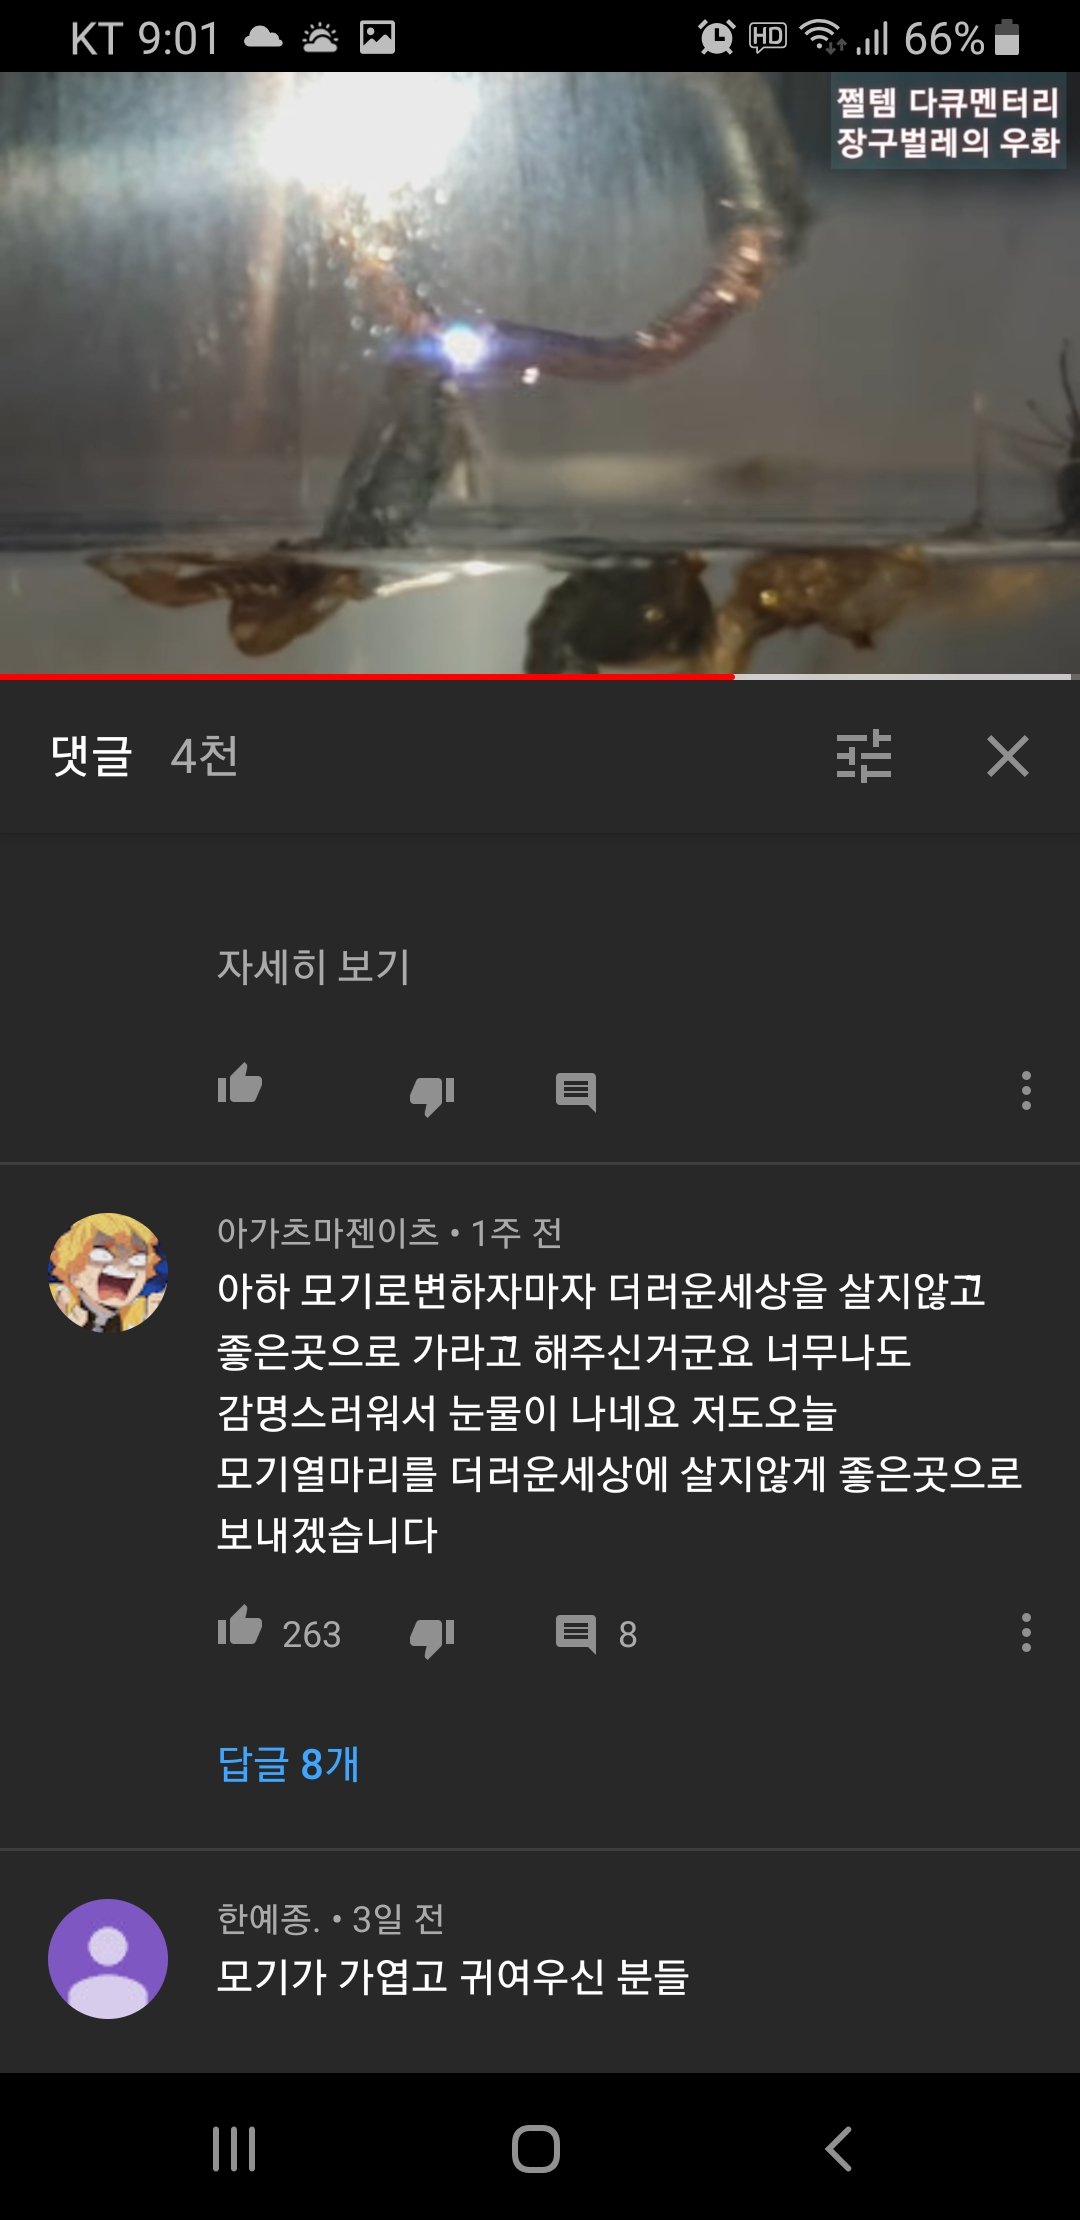 KT 9:01 HD 66%
쩔템 다큐멘터리
장구벌레의 우화
댓글 4천
자세히 보기
아가츠마젠이츠 • 1주 전
아하 모기로변하자마자 더러운세상을 살지않고
좋은곳으로 가라고 해주신거군요 너무나도
감명스러워서 눈물이 나네요 저도오늘
모기열마리를 더러운세상에 살지않게 좋은곳으로
보내겠습니다
263 8
답글 8개
한예종. • 3일 전
모기가 가엽고 귀여우신 분들